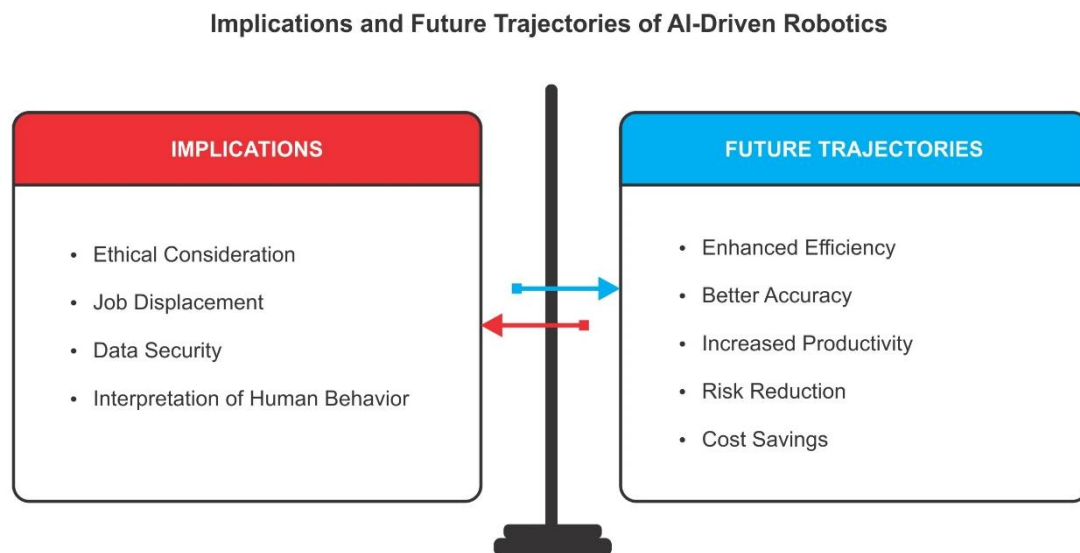 Implications and Future Trajectories of AI-Driven Robotics
IMPLICATIONS
• Ethical Consideration
• Job Displacement
• Data Security
• Interpretation of Human Behavior
FUTURE TRAJECTORIES
• Enhanced Efficiency
• Better Accuracy
• Increased Productivity
• Risk Reduction
• Cost Savings